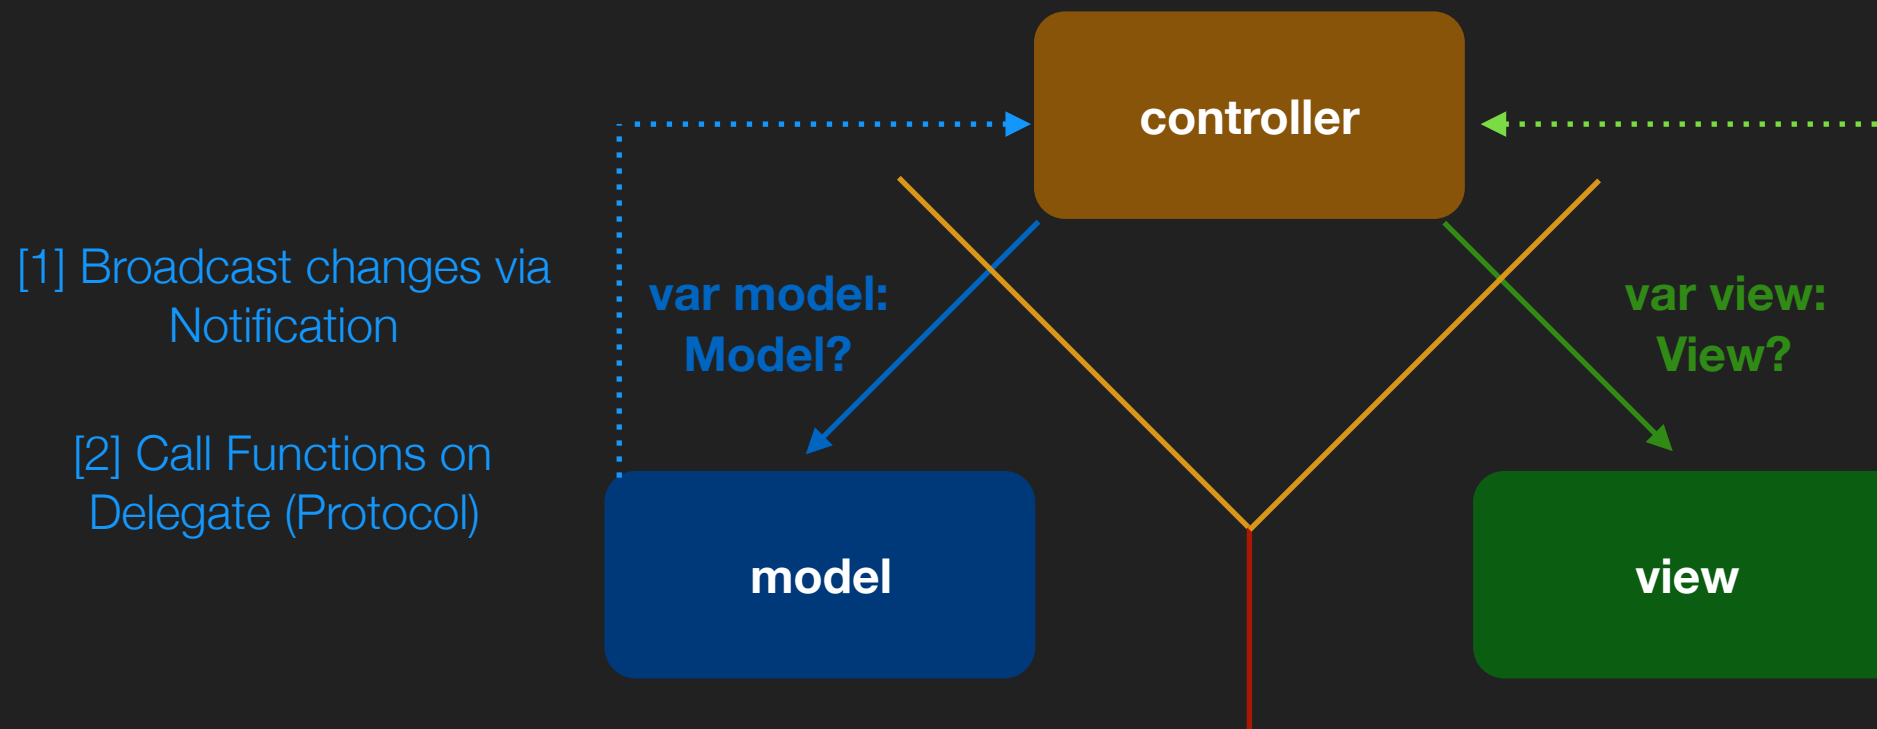 controller
[1] Broadcast changes via
Notification
var model:
Model?
var view:
View?
[2] Call Functions on
Delegate (Protocol)
model
view